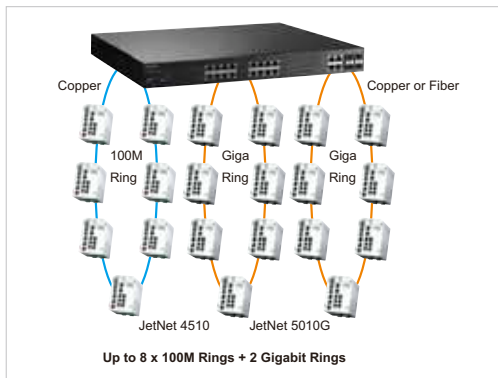 Copper
Copper or Fiber
100M
Ring
Giga
Ring
Giga
Ring
JetNet 4510
JetNet 5010G
Up to 8 x 100M Rings + 2 Gigabit Rings